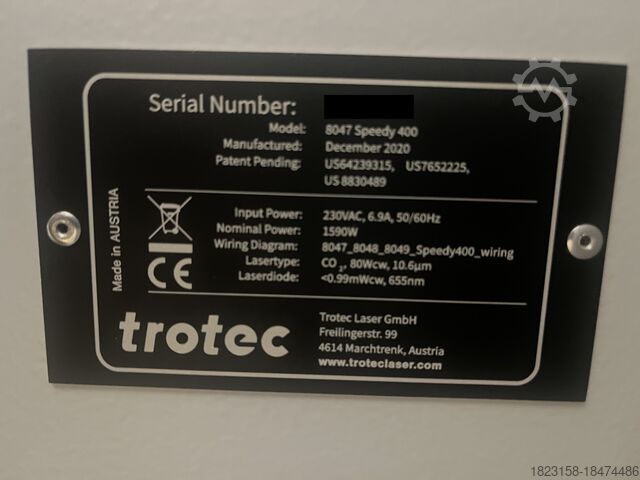 Serial Number:
Model: 8047 Speedy 400
Manufactured: December 2020
Patent Pending: US64239315, US7652225,
US 8830489
Made in AUSTRIA
Input Power: 230VAC, 6.9A, 50/60Hz
Nominal Power: 1590W
Wiring Diagram: 8047_8048_8049_Speedy400_wiring
Lasertype: CO₂, 80Wcw, 10.6µm
Laserdiode: <0.99mWcw, 655nm
CE
trotec
Trotec Laser GmbH
Freilingerstr. 99
4614 Marchtrenk, Austria
www.troteclaser.com
1823158-18474486